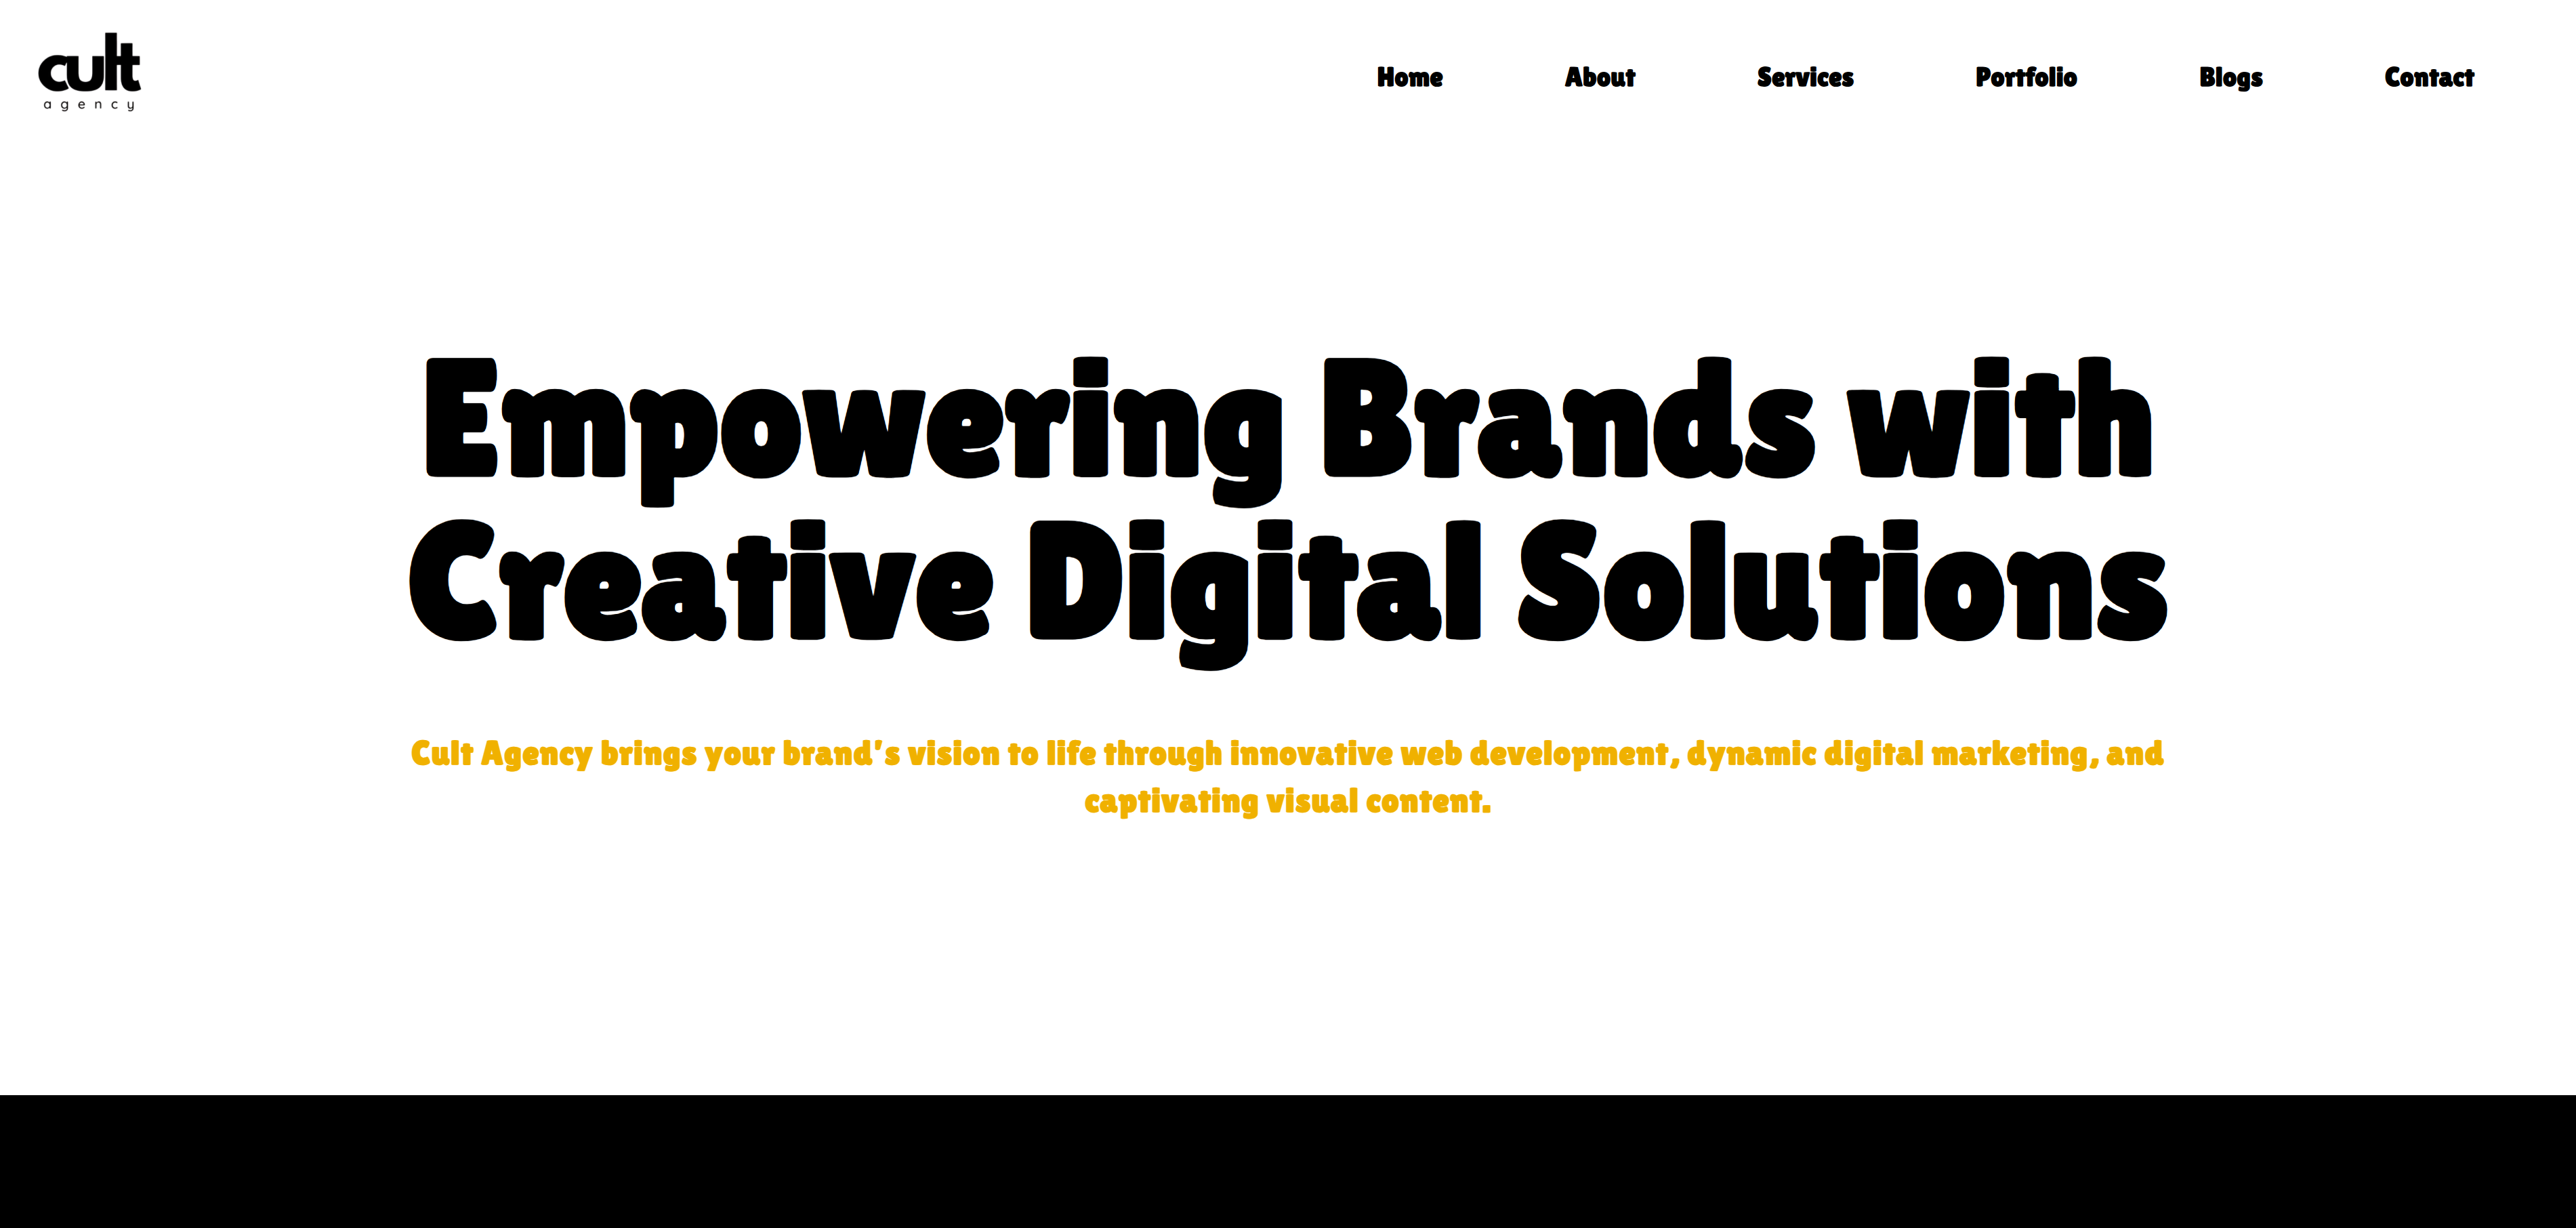 cult
agency
Home About Services Portfolio Blogs Contact
Empowering Brands with
Creative Digital Solutions
Cult Agency brings your brand's vision to life through innovative web development, dynamic digital marketing, and
captivating visual content.